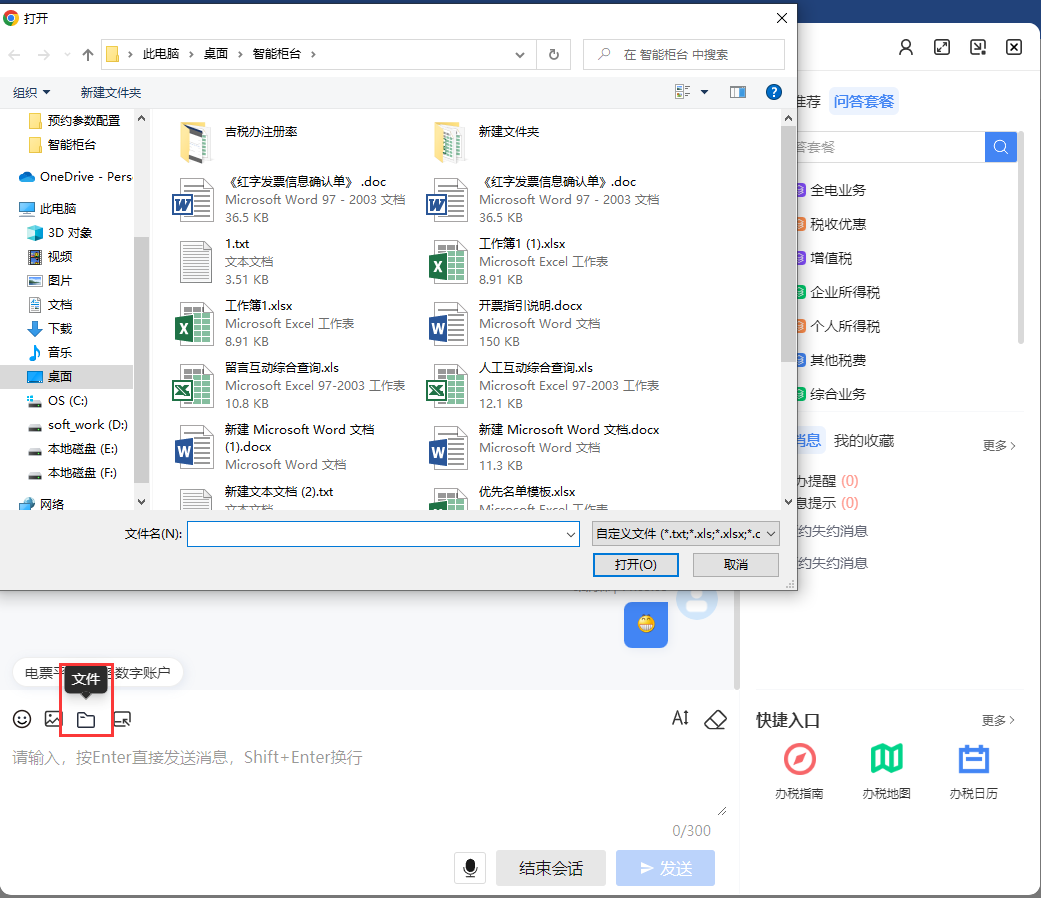 打开
此电脑
桌面
智能柜台
在 智能柜台 中搜索
组织
新建文件夹
预约参数配置
智能柜台
OneDrive - Pers
此电脑
3D 对象
视频
图片
文档
下载
音乐
桌面
OS (C:)
soft_work (D:)
本地磁盘 (E:)
本地磁盘 (F:)
网络
吉税办注册率
新建文件夹
《红字发票信息确认单》 .doc
Microsoft Word 97 - 2003 文档
36.5 KB
《红字发票信息确认单》.doc
Microsoft Word 97 - 2003 文档
36.5 KB
1.txt
文本文档
3.51 KB
工作簿1 (1).xlsx
Microsoft Excel 工作表
8.91 KB
工作簿1.xlsx
Microsoft Excel 工作表
8.91 KB
开票指引说明.docx
Microsoft Word 文档
150 KB
留言互动综合查询.xls
Microsoft Excel 97-2003 工作表
10.8 KB
人工互动综合查询.xls
Microsoft Excel 97-2003 工作表
12.1 KB
新建 Microsoft Word 文档
(1).docx
Microsoft Word 文档
新建 Microsoft Word 文档.docx
Microsoft Word 文档
11.3 KB
新建文本文档 (2).txt
文本文档
优先名单模板.xlsx
Microsoft Excel 工作表
文件名(N):
自定义文件 (*.txt;*.xls;*.xlsx;*.c
打开(O)
取消
推荐
问答套餐
答套餐
全电业务
税收优惠
增值税
企业所得税
个人所得税
其他税费
综合业务
消息
我的收藏
更多
办提醒 (0)
息提示 (0)
约失约消息
约失约消息
电票平
数字账户
文件
请输入，按Enter直接发送消息，Shift+Enter换行
0/300
结束会话
发送
快捷入口
更多
办税指南
办税地图
办税日历